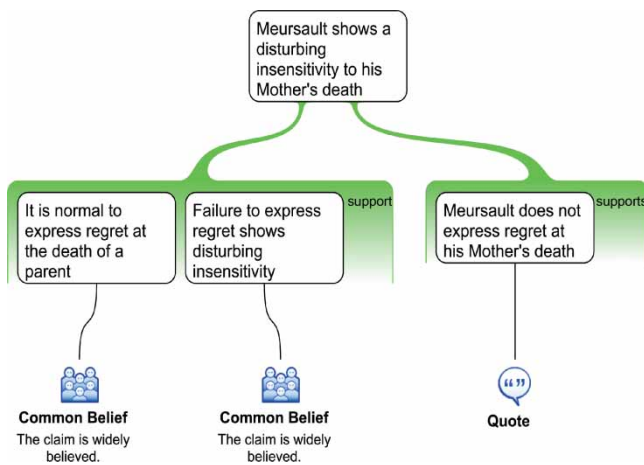 Meursault shows a
disturbing
insensitivity to his
Mother's death
It is normal to
express regret at
the death of a
parent
Failure to express
regret shows
disturbing
insensitivity
support
Meursault does not
express regret at
his Mother's death
supports
Common Belief
The claim is widely
believed.
Common Belief
The claim is widely
believed.
Quote